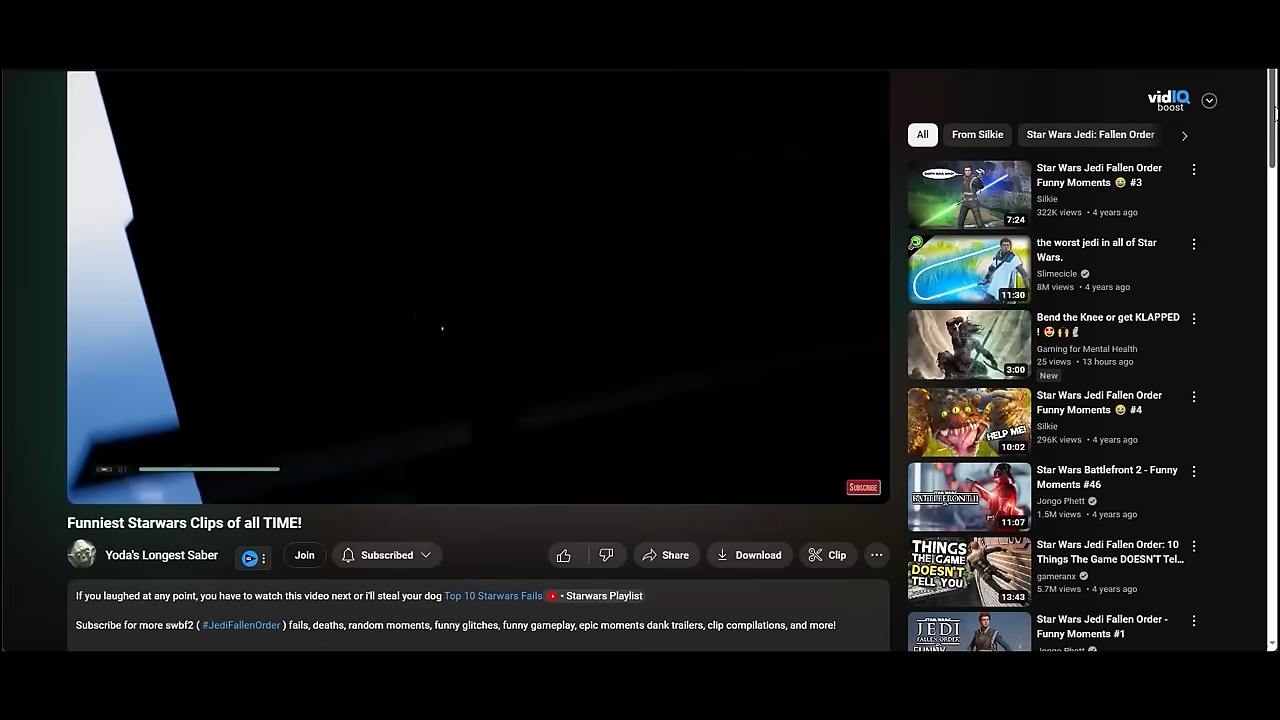 SUBSCRIBE
Funniest Starwars Clips of all TIME!
Yoda's Longest Saber
Join
Subscribed
Share
Download
Clip
If you laughed at any point, you have to watch this video next or i'll steal your dog Top 10 Starwars Fails • Starwars Playlist
Subscribe for more swbf2 ( #JediFallenOrder ) fails, deaths, random moments, funny glitches, funny gameplay, epic moments dank trailers, clip compilations, and more!
vidIQ
boost
All
From Silkie
Star Wars Jedi: Fallen Order
7:24
Star Wars Jedi Fallen Order
Funny Moments 😂 #3
Silkie
322K views • 4 years ago
11:30
the worst jedi in all of Star
Wars.
Slimecicle
8M views • 4 years ago
3:00
Bend the Knee or get KLAPPED
!
Gaming for Mental Health
25 views • 13 hours ago
New
HELP ME!
10:02
Star Wars Jedi Fallen Order
Funny Moments 😂 #4
Silkie
296K views • 4 years ago
BATTLEFRONT II
11:07
Star Wars Battlefront 2 - Funny
Moments #46
Jongo Phett
1.5M views • 4 years ago
THINGS
THE GAME
DOESN'T
TELL YOU
13:43
Star Wars Jedi Fallen Order: 10
Things The Game DOESN'T Tel...
gameranx
5.7M views • 4 years ago
JEDI
FALLEN ORDER
FUNNY
Star Wars Jedi Fallen Order -
Funny Moments #1
Jongo Phett